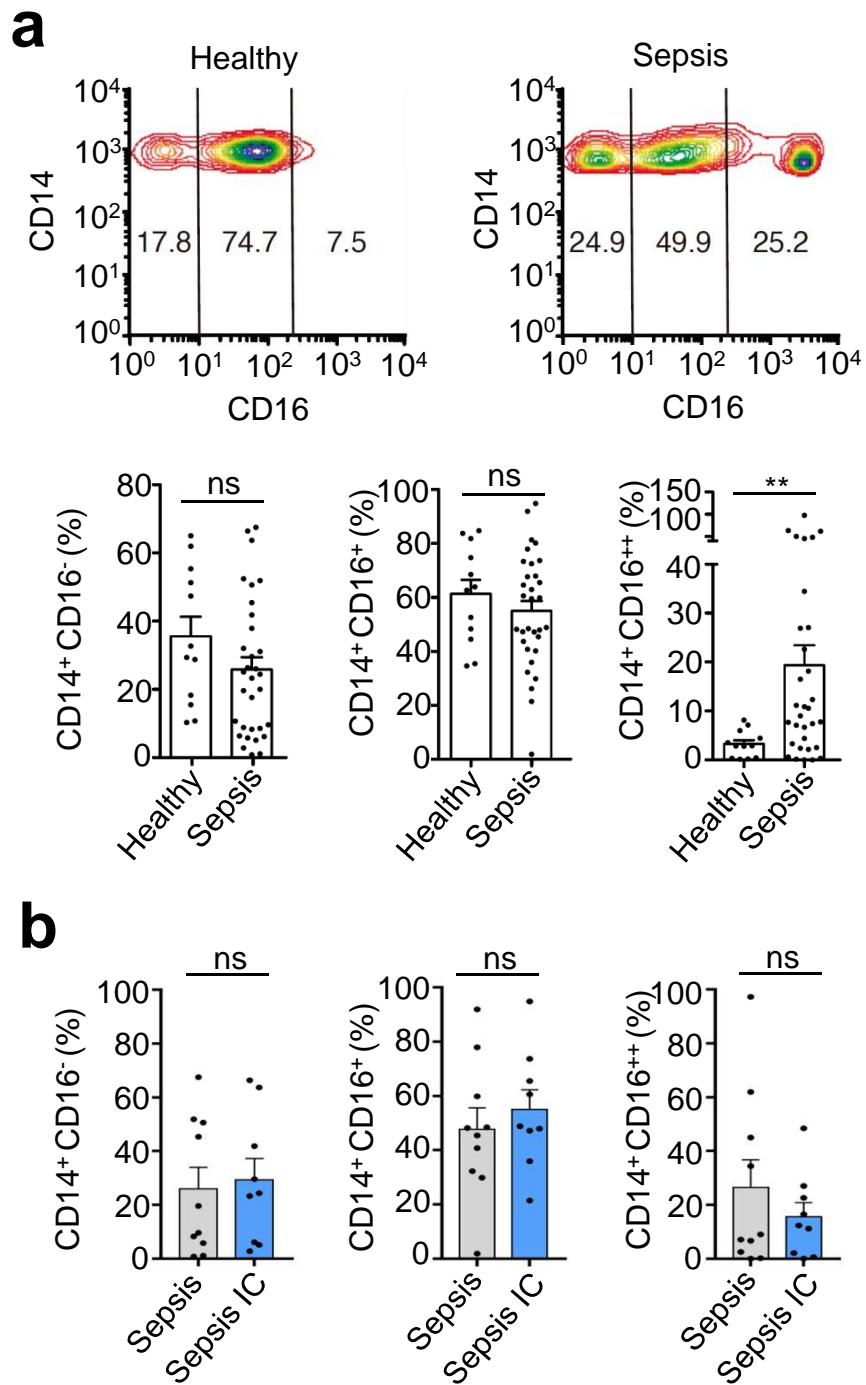 a
Healthy
Sepsis
10⁴
10³
10²
10¹
10⁰
CD14
17.8 74.7 7.5
10⁰ 10¹ 10² 10³ 10⁴
CD16
10⁴
10³
10²
10¹
10⁰
CD14
24.9 49.9 25.2
10⁰ 10¹ 10² 10³ 10⁴
CD16
CD14⁺ CD16⁻ (%)
80
60
40
20
0
ns
Healthy
Sepsis
CD14⁺ CD16⁺ (%)
100
80
60
40
20
0
ns
Healthy
Sepsis
CD14⁺ CD16⁺⁺ (%)
150
100
40
30
20
10
0
**
Healthy
Sepsis
b
CD14⁺ CD16⁻ (%)
100
80
60
40
20
0
ns
Sepsis
Sepsis IC
CD14⁺ CD16⁺ (%)
100
80
60
40
20
0
ns
Sepsis
Sepsis IC
CD14⁺ CD16⁺⁺ (%)
100
80
60
40
20
0
ns
Sepsis
Sepsis IC